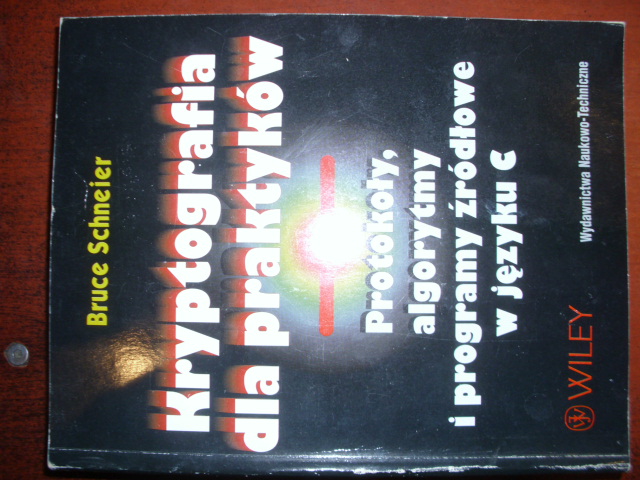 Bruce Schneier
Kryptografia
dla praktyków
Protokoły,
algorytmy
i programy źródłowe
w języku C
WILEY
Wydawnictwa Naukowo-Techniczne